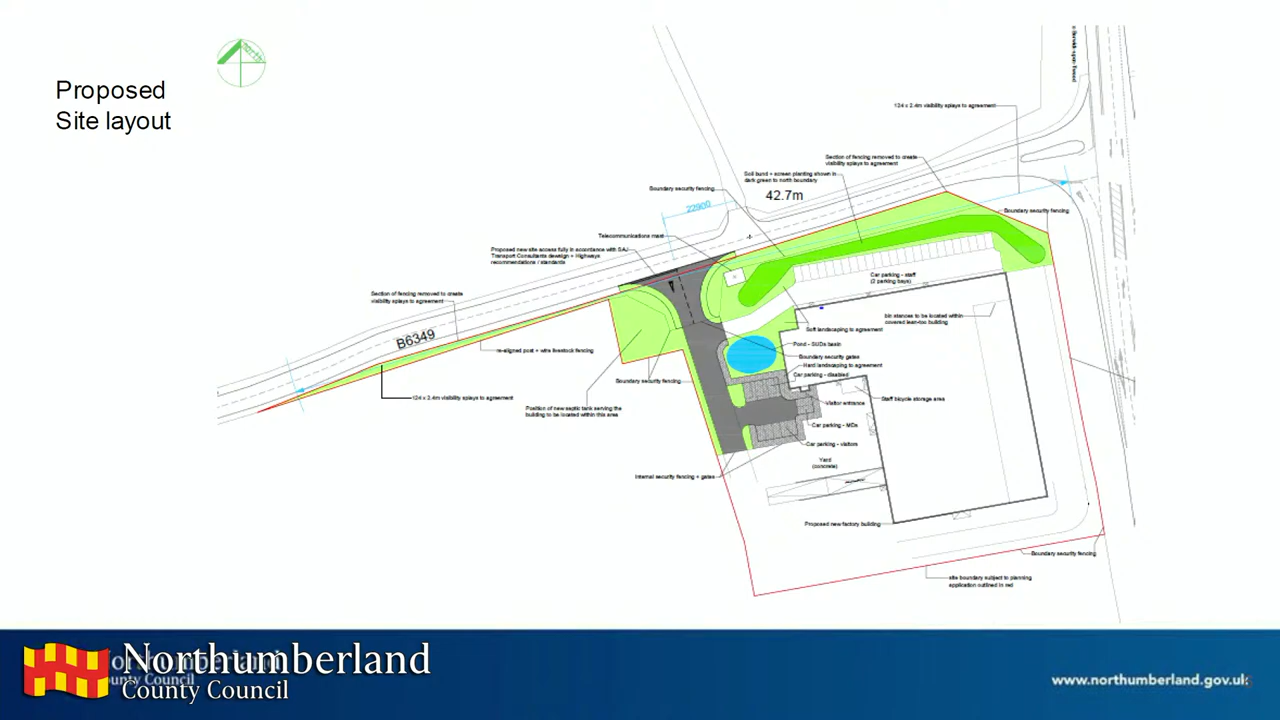 Proposed
Site layout
North
124 x 2.4m visibility splays to agreement
Section of fencing removed to create
visibility splays to agreement
Soil bund + screen planting shown in
dark green to north boundary
Boundary security fencing
42.7m
22900
Boundary security fencing
Telecommunications mast
Proposed new site access fully in accordance with SAJ
Transport Consultants dewsign + Highways
recommendations / standards
Car parking - staff
(2 parking bays)
Section of fencing removed to create
visibility splays to agreement
B6349
bin stances to be located within
covered lean-too building
Soft landscaping to agreement
Pond - SUDs basin
re-aligned post + wire livestock fencing
Boundary security gates
Hard landscaping to agreement
Car parking - disabled
Boundary security fencing
124 x 2.4m visibility splays to agreement
Visitor entrance
Staff bicycle storage area
Position of new septic tank serving the
building to be located within this area
Car parking - MDs
Car parking - visitors
Yard
(concrete)
Internal security fencing + gates
Proposed new factory building
Boundary security fencing
site boundary subject to planning
application outlined in red
Northumberland
County Council
www.northumberland.gov.uk